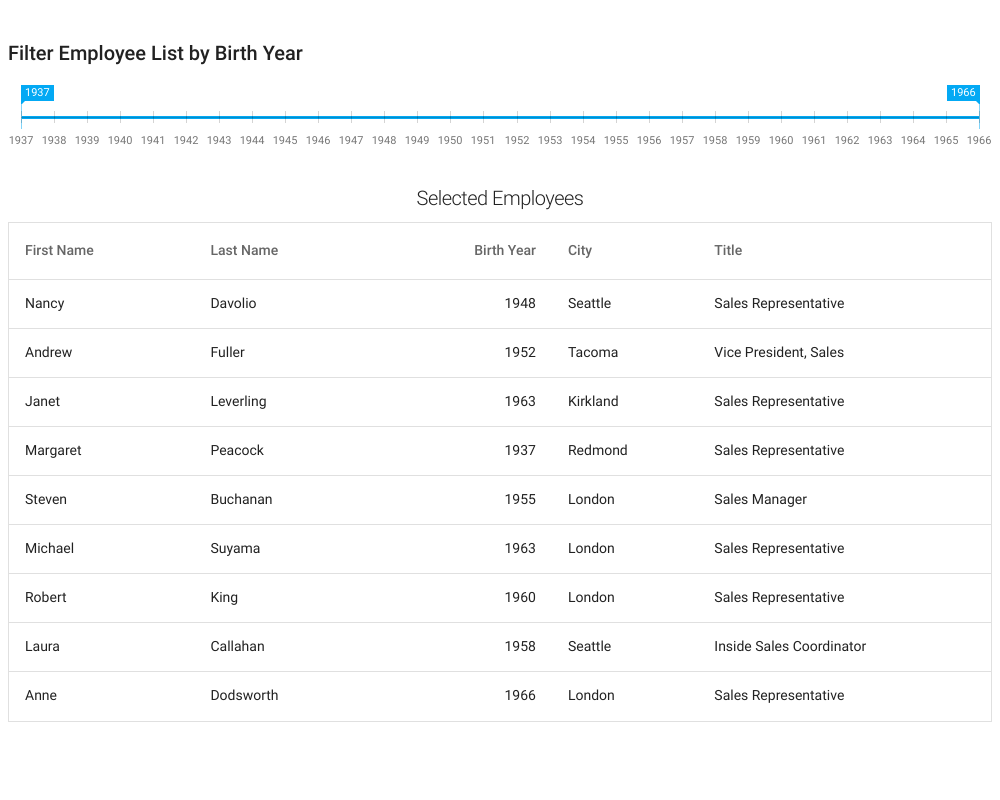 Filter Employee List by Birth Year
1937 1966
1937 1938 1939 1940 1941 1942 1943 1944 1945 1946 1947 1948 1949 1950 1951 1952 1953 1954 1955 1956 1957 1958 1959 1960 1961 1962 1963 1964 1965 1966
Selected Employees
First Name Last Name Birth Year City Title
Nancy Davolio 1948 Seattle Sales Representative
Andrew Fuller 1952 Tacoma Vice President, Sales
Janet Leverling 1963 Kirkland Sales Representative
Margaret Peacock 1937 Redmond Sales Representative
Steven Buchanan 1955 London Sales Manager
Michael Suyama 1963 London Sales Representative
Robert King 1960 London Sales Representative
Laura Callahan 1958 Seattle Inside Sales Coordinator
Anne Dodsworth 1966 London Sales Representative